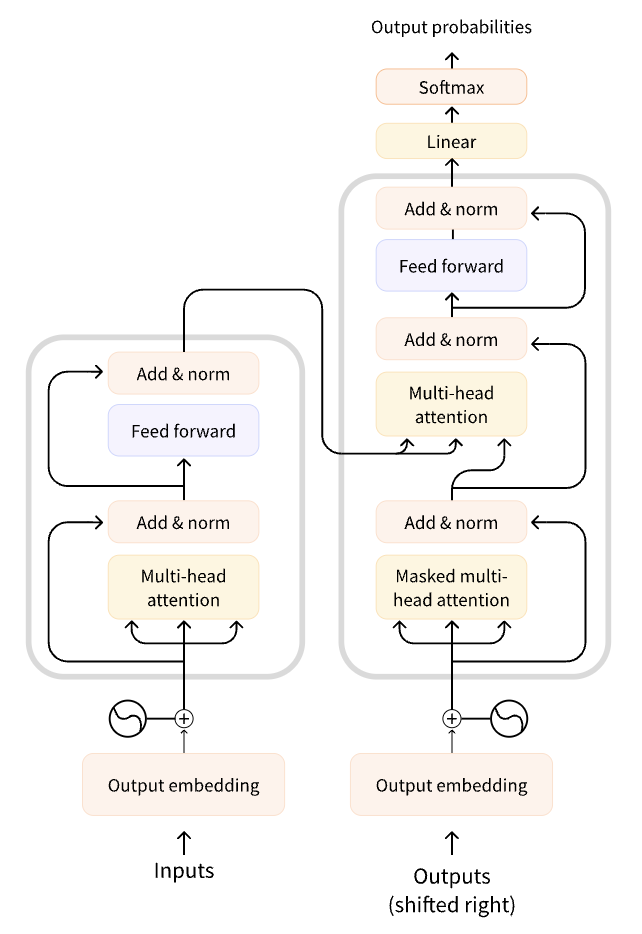 Output probabilities
Softmax
Linear
Add & norm
Feed forward
Add & norm
Multi-head
attention
Add & norm
Masked multi-
head attention
Output embedding
Outputs
(shifted right)
Add & norm
Feed forward
Add & norm
Multi-head
attention
Output embedding
Inputs